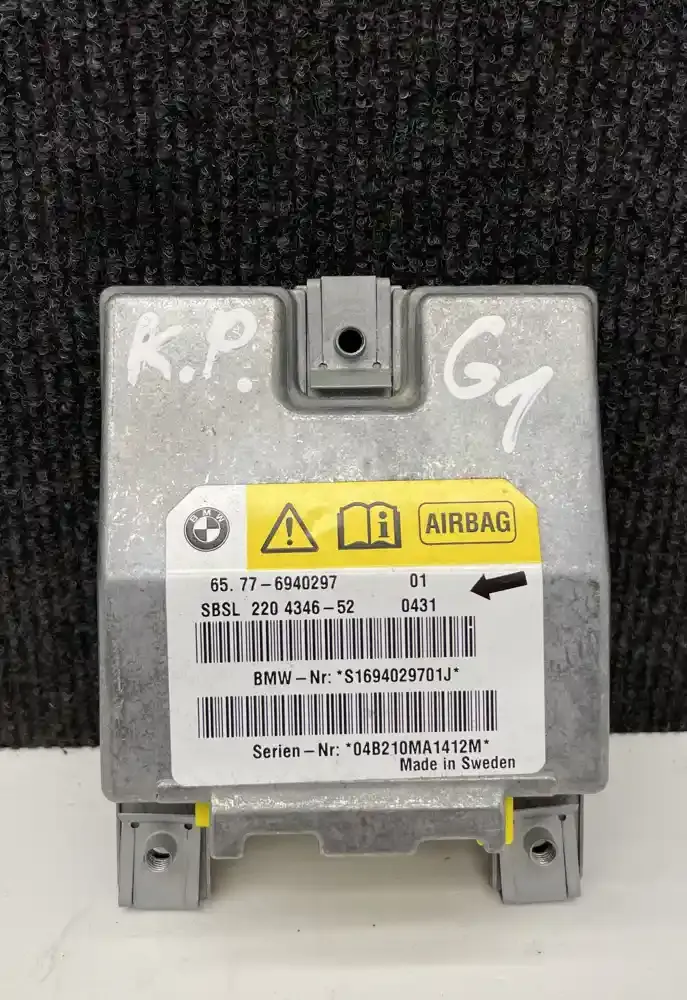 K.P. G1
BMW
AIRBAG
65.77-6940297 01
SBSL 220 4346-52 0431
BMW-Nr: *S1694029701J*
Serien-Nr: *04B210MA1412M*
Made in Sweden